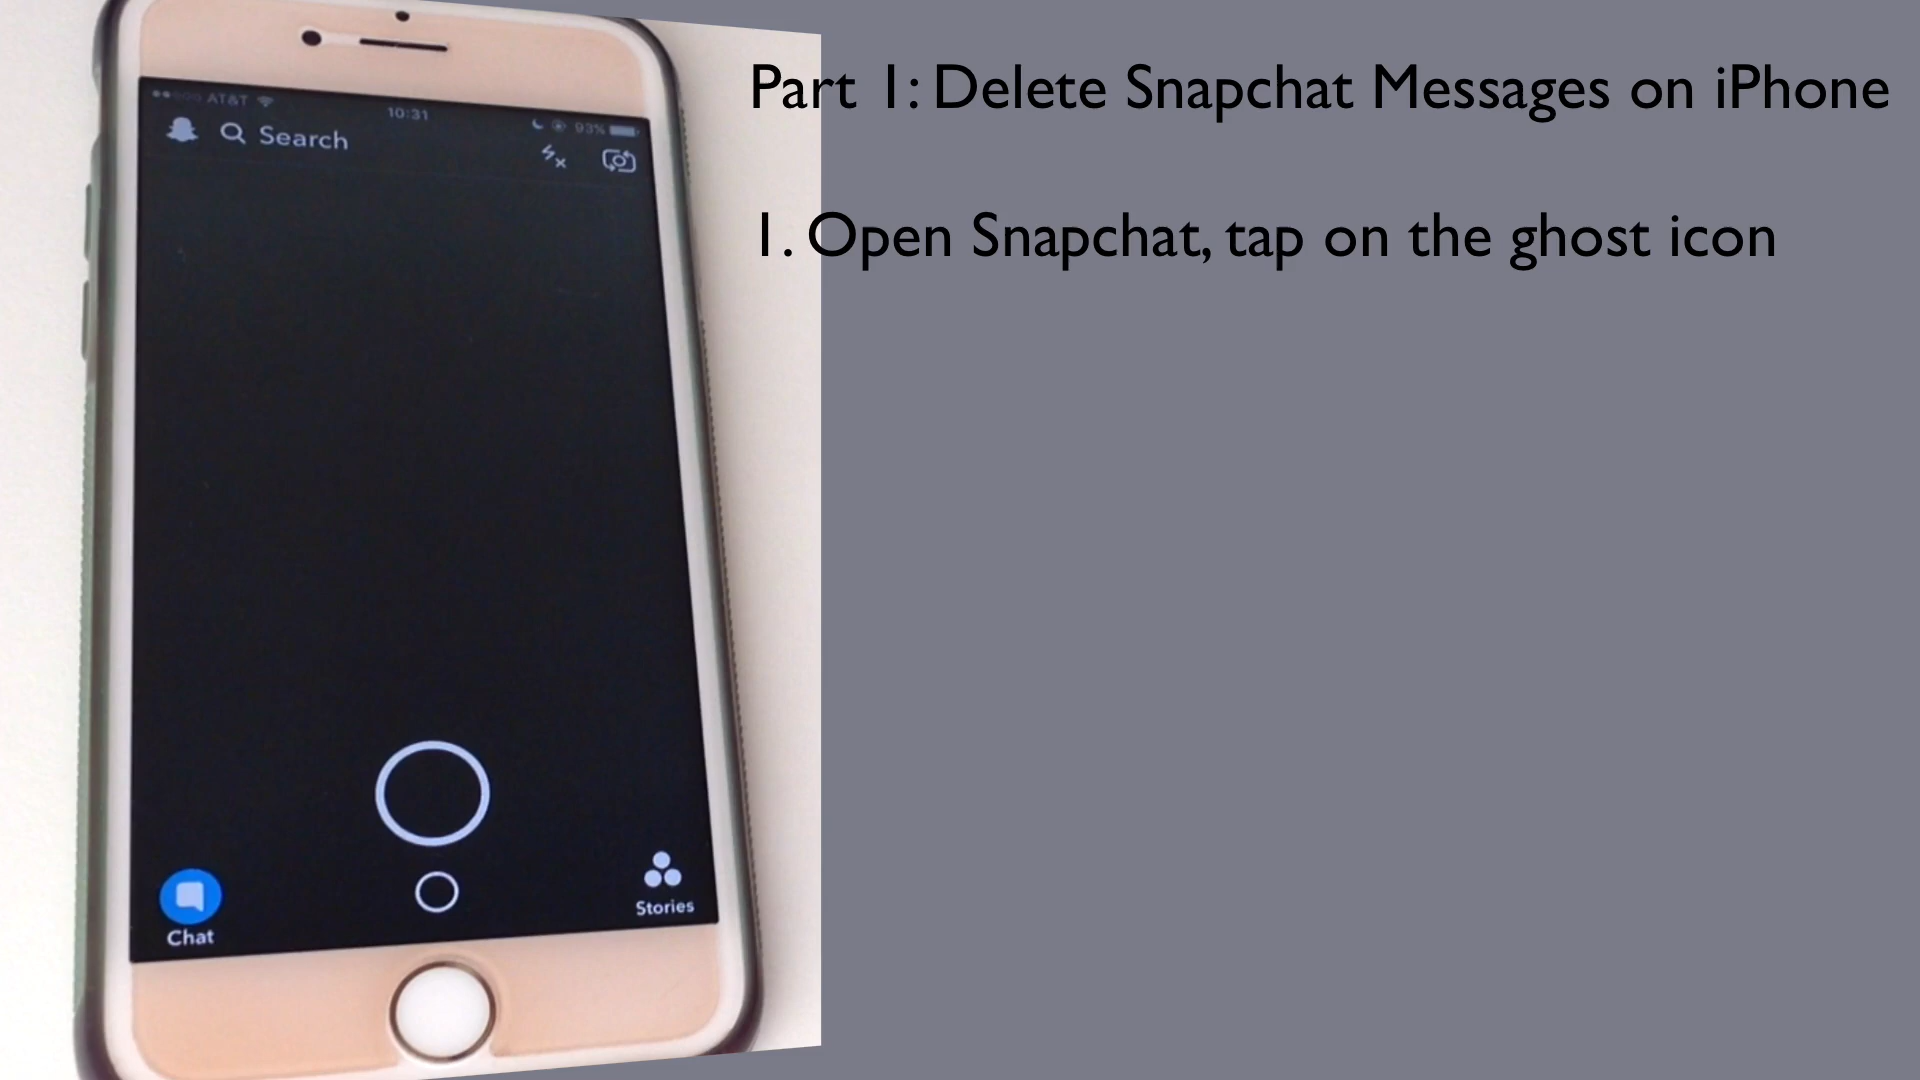 Part 1: Delete Snapchat Messages on iPhone
1. Open Snapchat, tap on the ghost icon
AT&T
10:31
93%
Search
Chat
Stories